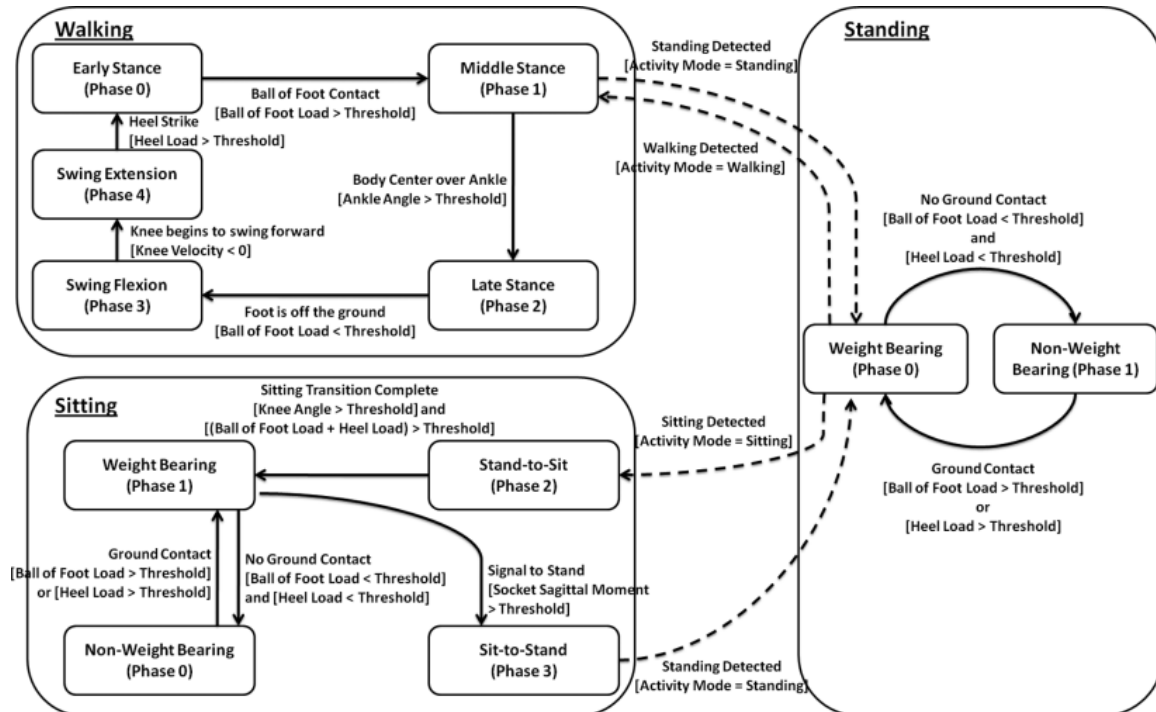 Walking
Early Stance
(Phase 0)
Ball of Foot Contact
[Ball of Foot Load > Threshold]
Middle Stance
(Phase 1)
Heel Strike
[Heel Load > Threshold]
Swing Extension
(Phase 4)
Body Center over Ankle
[Ankle Angle > Threshold]
Knee begins to swing forward
[Knee Velocity < 0]
Swing Flexion
(Phase 3)
Late Stance
(Phase 2)
Foot is off the ground
[Ball of Foot Load < Threshold]
Standing Detected
[Activity Mode = Standing]
Walking Detected
[Activity Mode = Walking]
Standing
No Ground Contact
[Ball of Foot Load < Threshold]
and
[Heel Load < Threshold]
Weight Bearing
(Phase 0)
Non-Weight
Bearing (Phase 1)
Ground Contact
[Ball of Foot Load > Threshold]
or
[Heel Load > Threshold]
Sitting Detected
[Activity Mode = Sitting]
Sitting
Sitting Transition Complete
[Knee Angle > Threshold] and
[(Ball of Foot Load + Heel Load) > Threshold]
Weight Bearing
(Phase 1)
Stand-to-Sit
(Phase 2)
Ground Contact
[Ball of Foot Load > Threshold]
or [Heel Load > Threshold]
No Ground Contact
[Ball of Foot Load < Threshold]
and [Heel Load < Threshold]
Signal to Stand
[Socket Sagittal Moment
> Threshold]
Non-Weight Bearing
(Phase 0)
Sit-to-Stand
(Phase 3)
Standing Detected
[Activity Mode = Standing]